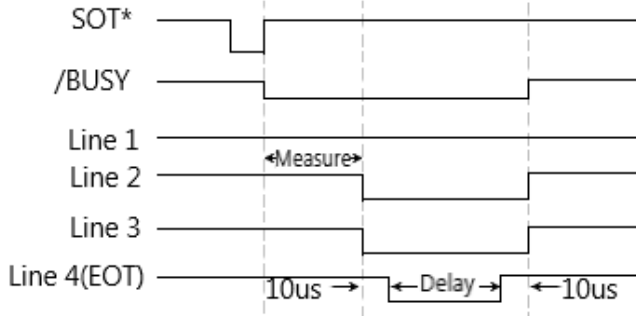 SOT*
/BUSY
Line 1
Measure
Line 2
Line 3
Line 4(EOT)
10us
Delay
10us